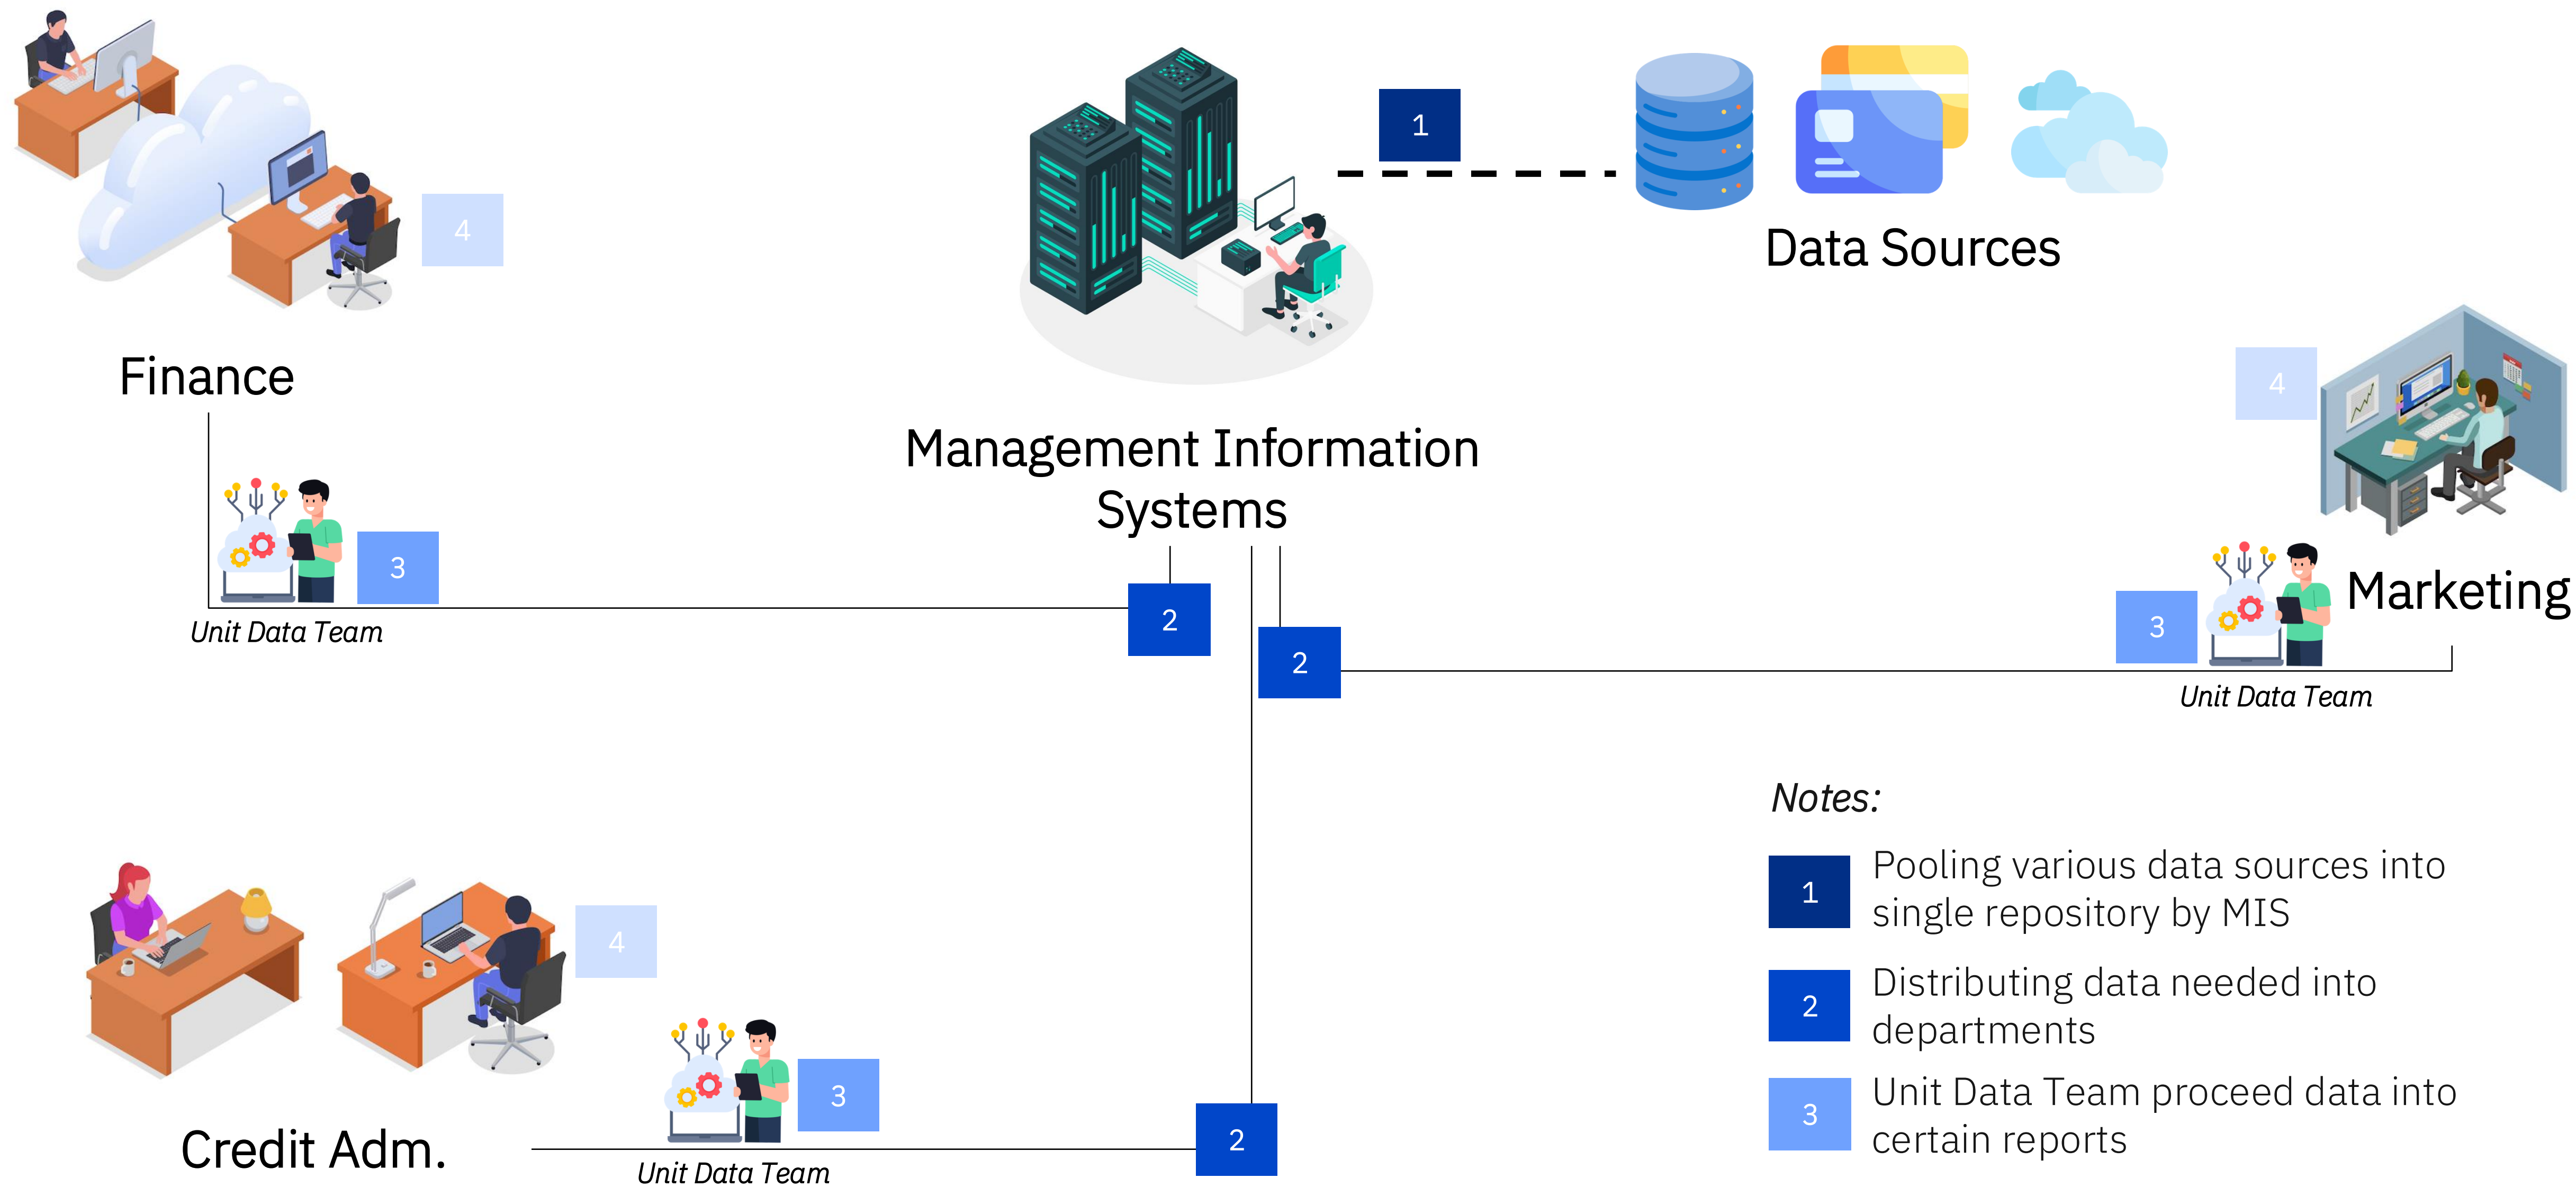 1
Data Sources
4
Finance
4
Management Information
Systems
3
Unit Data Team
2
2
3
Marketing
Unit Data Team
Notes:
1
Pooling various data sources into
single repository by MIS
2
Distributing data needed into
departments
3
Unit Data Team proceed data into
certain reports
4
3
Credit Adm.
Unit Data Team
2